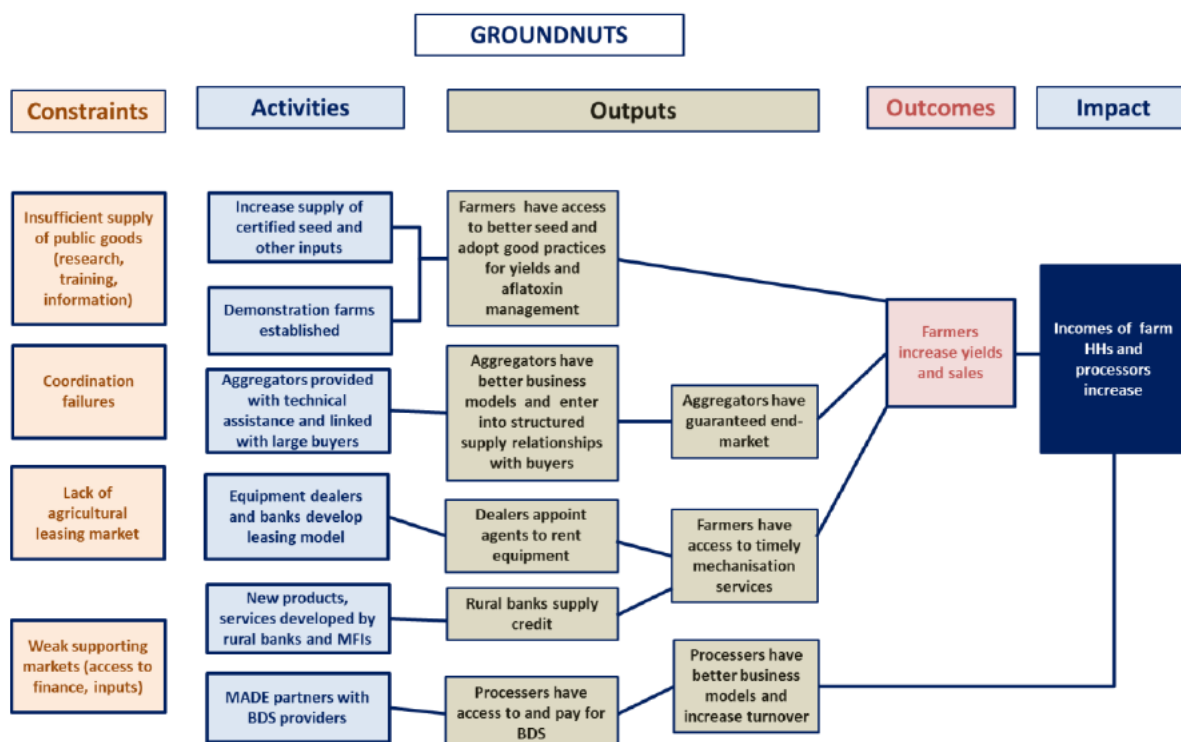 GROUNDNUTS
Constraints
Activities
Outputs
Outcomes
Impact
Insufficient supply
of public goods
(research,
training,
information)
Coordination
failures
Lack of
agricultural
leasing market
Weak supporting
markets (access to
finance, inputs)
Increase supply of
certified seed and
other inputs
Demonstration farms
established
Aggregators provided
with technical
assistance and linked
with large buyers
Equipment dealers
and banks develop
leasing model
New products,
services developed by
rural banks and MFIs
MADE partners with
BDS providers
Farmers have access
to better seed and
adopt good practices
for yields and
aflatoxin
management
Aggregators have
better business
models and enter
into structured
supply relationships
with buyers
Dealers appoint
agents to rent
equipment
Rural banks supply
credit
Processers have
access to and pay for
BDS
Aggregators have
guaranteed end-
market
Farmers have
access to timely
mechanisation
services
Processers have
better business
models and
increase turnover
Farmers
increase yields
and sales
Incomes of farm
HHs and
processors
increase